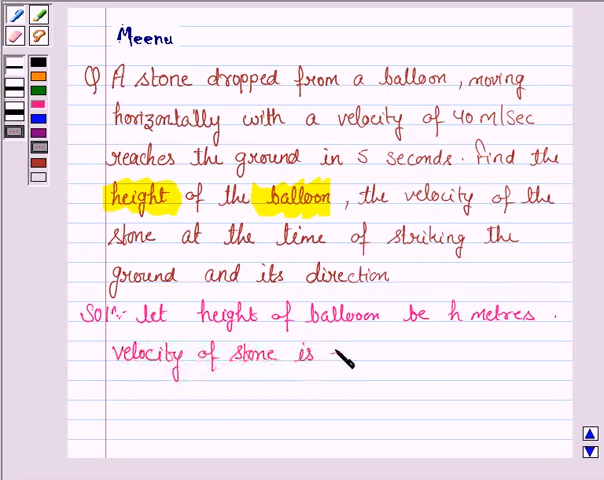 Meenu
Q A stone dropped from a balloon, moving
horizontally with a velocity of 40 m/sec
reaches the ground in 5 seconds. Find the
height of the balloon, the velocity of the
stone at the time of striking the
ground and its direction
Solⁿ:- let height of ballooon be h metres.
velocity of stone is